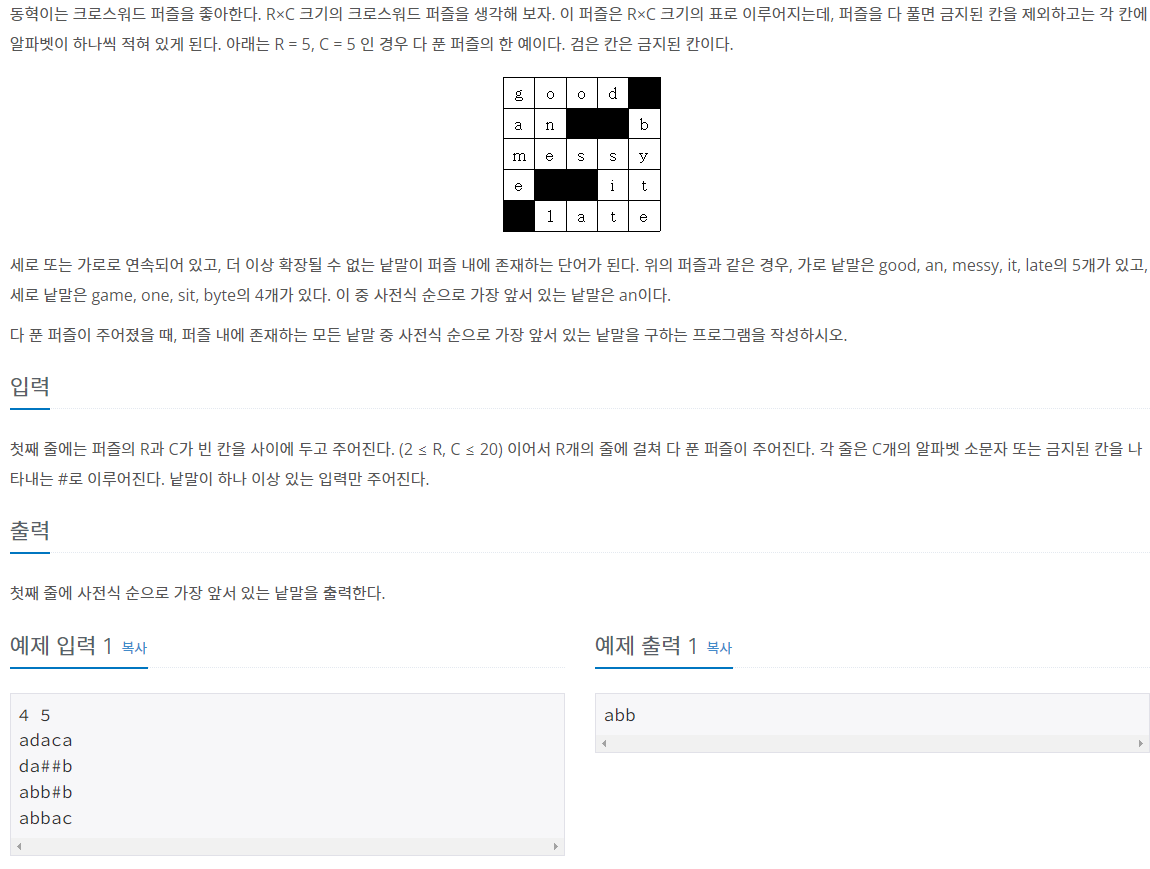 동혁이는 크로스워드 퍼즐을 좋아한다. R×C 크기의 크로스워드 퍼즐을 생각해 보자. 이 퍼즐은 R×C 크기의 표로 이루어지는데, 퍼즐을 다 풀면 금지된 칸을 제외하고는 각 칸에
알파벳이 하나씩 적혀 있게 된다. 아래는 R = 5, C = 5 인 경우 다 푼 퍼즐의 한 예이다. 검은 칸은 금지된 칸이다.
g o o d
a n b
m e s s y
e i t
l a t e
세로 또는 가로로 연속되어 있고, 더 이상 확장될 수 없는 낱말이 퍼즐 내에 존재하는 단어가 된다. 위의 퍼즐과 같은 경우, 가로 낱말은 good, an, messy, it, late의 5개가 있고,
세로 낱말은 game, one, sit, byte의 4개가 있다. 이 중 사전식 순으로 가장 앞서 있는 낱말은 an이다.
다 푼 퍼즐이 주어졌을 때, 퍼즐 내에 존재하는 모든 낱말 중 사전식 순으로 가장 앞서 있는 낱말을 구하는 프로그램을 작성하시오.
입력
첫째 줄에는 퍼즐의 R과 C가 빈 칸을 사이에 두고 주어진다. (2 ≤ R, C ≤ 20) 이어서 R개의 줄에 걸쳐 다 푼 퍼즐이 주어진다. 각 줄은 C개의 알파벳 소문자 또는 금지된 칸을 나
타내는 #로 이루어진다. 낱말이 하나 이상 있는 입력만 주어진다.
출력
첫째 줄에 사전식 순으로 가장 앞서 있는 낱말을 출력한다.
예제 입력 1 복사
4 5
adaca
da##b
abb#b
abbac
예제 출력 1 복사
abb